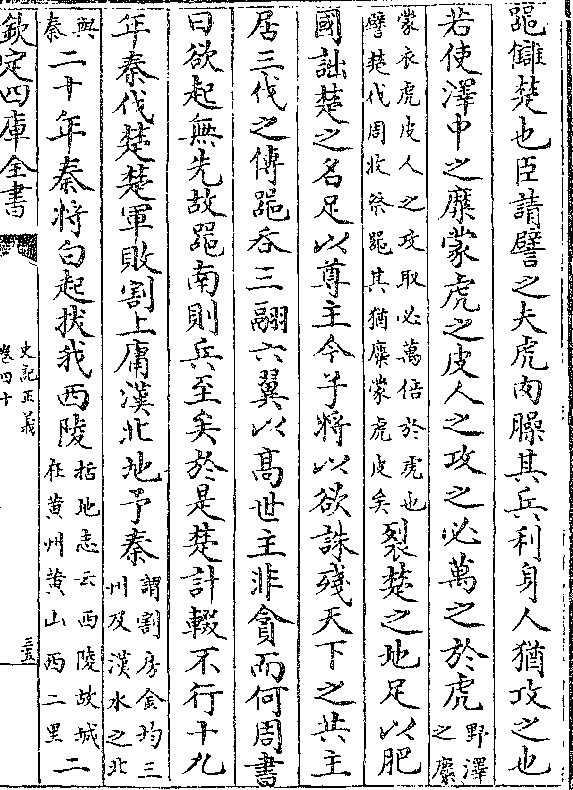 噐讎楚也臣請譬之夫虎肉臊其兵利身人猶攻之也
若使澤中之麋蒙虎之皮人之攻之必萬之於虎野澤之麋
蒙衣虎皮人之攻取必萬倍於虎也譬楚伐周收祭噐其猶麋蒙虎皮矣裂楚之地足以肥
國詘楚之名足以尊主今子將以欲誅殘天下之共主
居三代之傳噐吞三翮六翼以髙世主非貪而何周書
曰欲起無先故噐南則兵至矣於是楚計輟不行十九
年秦伐楚楚軍敗割上庸漢北地予秦謂割房金均三州及漢水之北
與秦二十年秦將白起拔我西陵括地志云西陵故城在黄州黄山西二里二
欽定四庫全書
史記正義
卷四十
三五